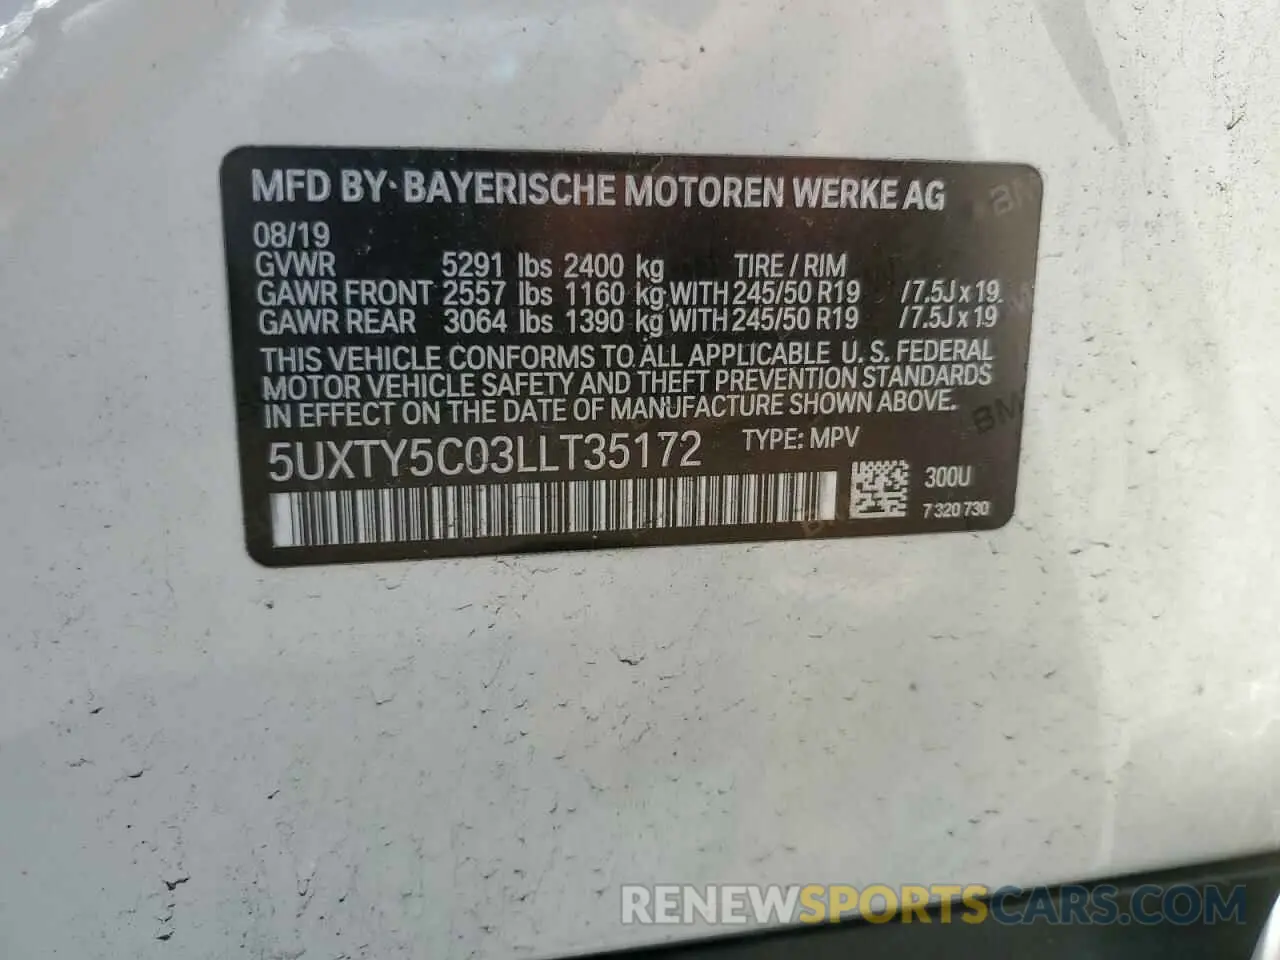 MFD BY·BAYERISCHE MOTOREN WERKE AG
08/19
GVWR 5291 lbs 2400 kg TIRE / RIM
GAWR FRONT 2557 lbs 1160 kg WITH 245/50 R19 / 7.5J x 19
GAWR REAR 3064 lbs 1390 kg WITH 245/50 R19 / 7.5J x 19
THIS VEHICLE CONFORMS TO ALL APPLICABLE U. S. FEDERAL
MOTOR VEHICLE SAFETY AND THEFT PREVENTION STANDARDS
IN EFFECT ON THE DATE OF MANUFACTURE SHOWN ABOVE.
5UXTY5C03LLT35172 TYPE: MPV
300U
7 320 730
RENEWSPORTSCARS.COM